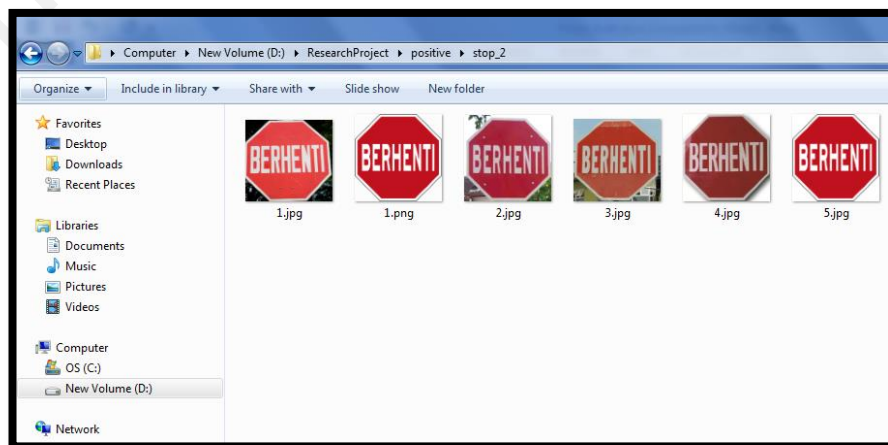 Computer New Volume (D:) ResearchProject positive stop_2
Organize Include in library Share with Slide show New folder
Favorites
Desktop
Downloads
Recent Places
Libraries
Documents
Music
Pictures
Videos
Computer
OS (C:)
New Volume (D:)
Network
BERHENTI BERHENTI BERHENTI BERHENTI BERHENTI BERHENTI
1.jpg 1.png 2.jpg 3.jpg 4.jpg 5.jpg